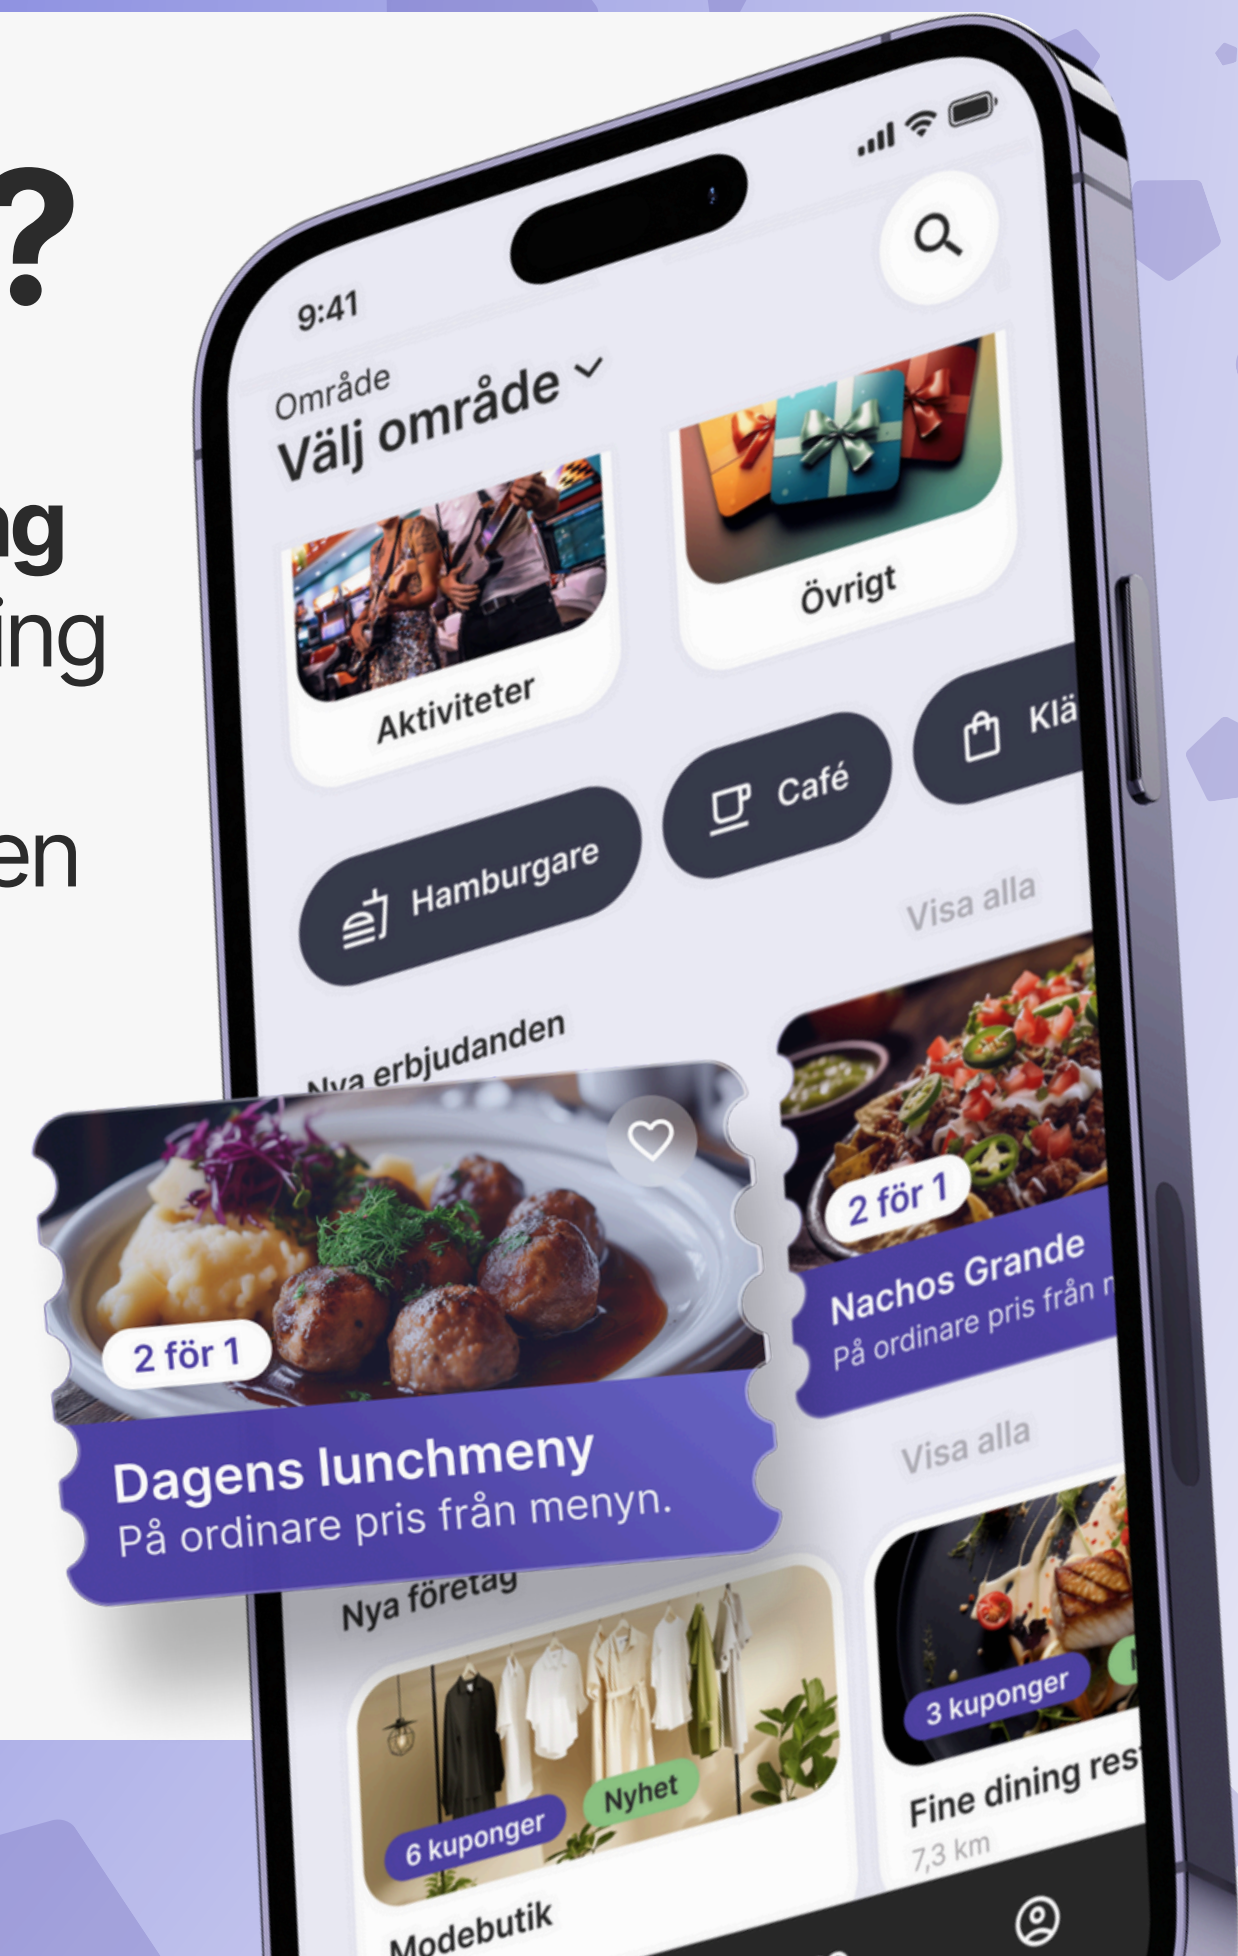 ?
ng
ing
en
9:41
Område
Välj område
Aktiviteter
Övrigt
Hamburgare
Café
Klä
Visa alla
Nya erbjudanden
2 för 1
Dagens lunchmeny
På ordinare pris från menyn.
2 för 1
Nachos Grande
På ordinare pris från
Visa alla
Nya företag
6 kuponger
Nyhet
Modebutik
3 kuponger
Fine dining res
7,3 km